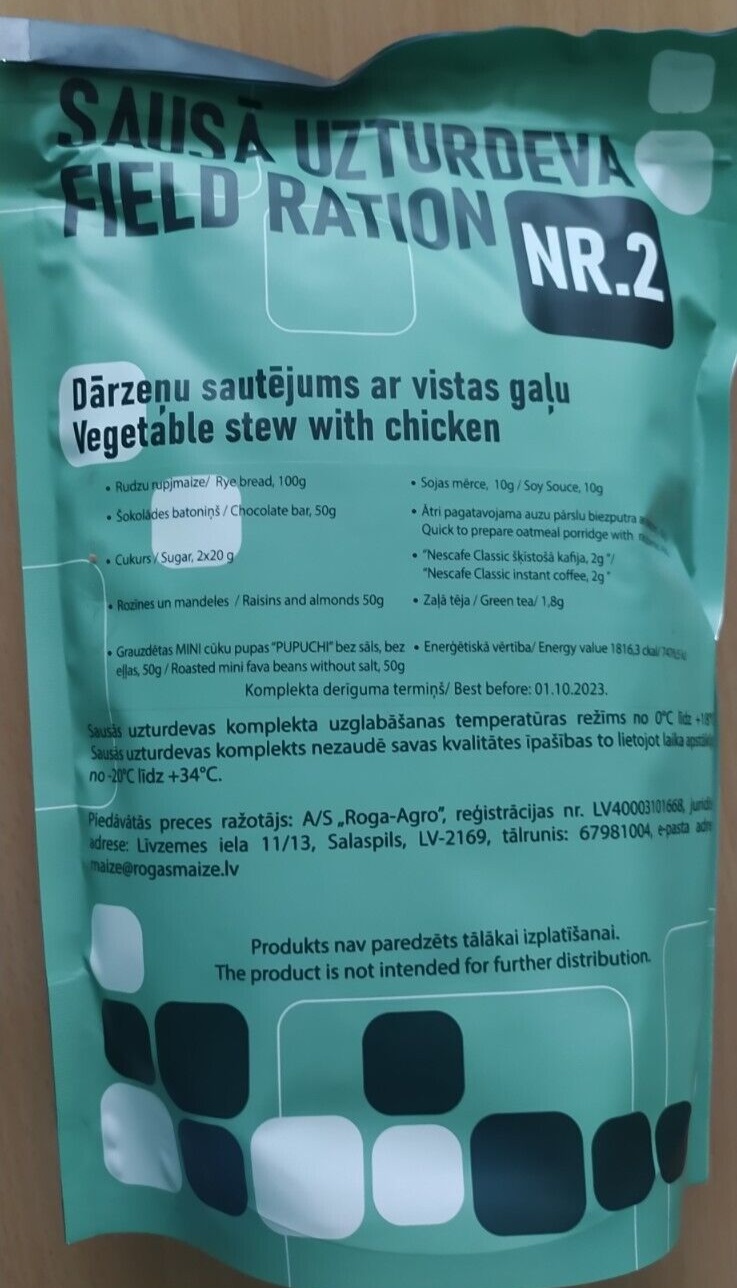 SAUSĀ UZTURDEVA
FIELD RATION
NR.2
Dārzeņu sautējums ar vistas gaļu
Vegetable stew with chicken
• Rudzu rupjmaize/ Rye bread, 100g
• Šokolādes batoniņš / Chocolate bar, 50g
• Cukurs / Sugar, 2x20 g
• Rozīnes un mandeles / Raisins and almonds 50g
• Grauzdētas MINI cūku pupas "PUPUCHI" bez sāls, bez
eļļas, 50g / Roasted mini fava beans without salt, 50g
• Sojas mērce, 10g / Soy Souce, 10g
• Ātri pagatavojama auzu pārslu biezputra
Quick to prepare oatmeal porridge with
• "Nescafe Classic šķīstošā kafija, 2g "/
"Nescafe Classic instant coffee, 2g "
• Zaļā tēja / Green tea/ 1,8g
• Enerģētiskā vērtība/ Energy value 1816,3 ckal/
Komplekta derīguma termiņš/ Best before: 01.10.2023.
Sausās uzturdevas komplekta uzglabāšanas temperatūras režīms no 0°C līdz +18°
Sausās uzturdevas komplekts nezaudē savas kvalitātes īpašības to lietojot laika
no -20°C līdz +34°C.
Piedāvātās preces ražotājs: A/S „Roga-Agro”, reģistrācijas nr. LV40003101668,
adrese: Līvzemes iela 11/13, Salaspils, LV-2169, tālrunis: 67981004, e-pasta
maize@rogasmaize.lv
Produkts nav paredzēts tālākai izplatīšanai.
The product is not intended for further distribution.